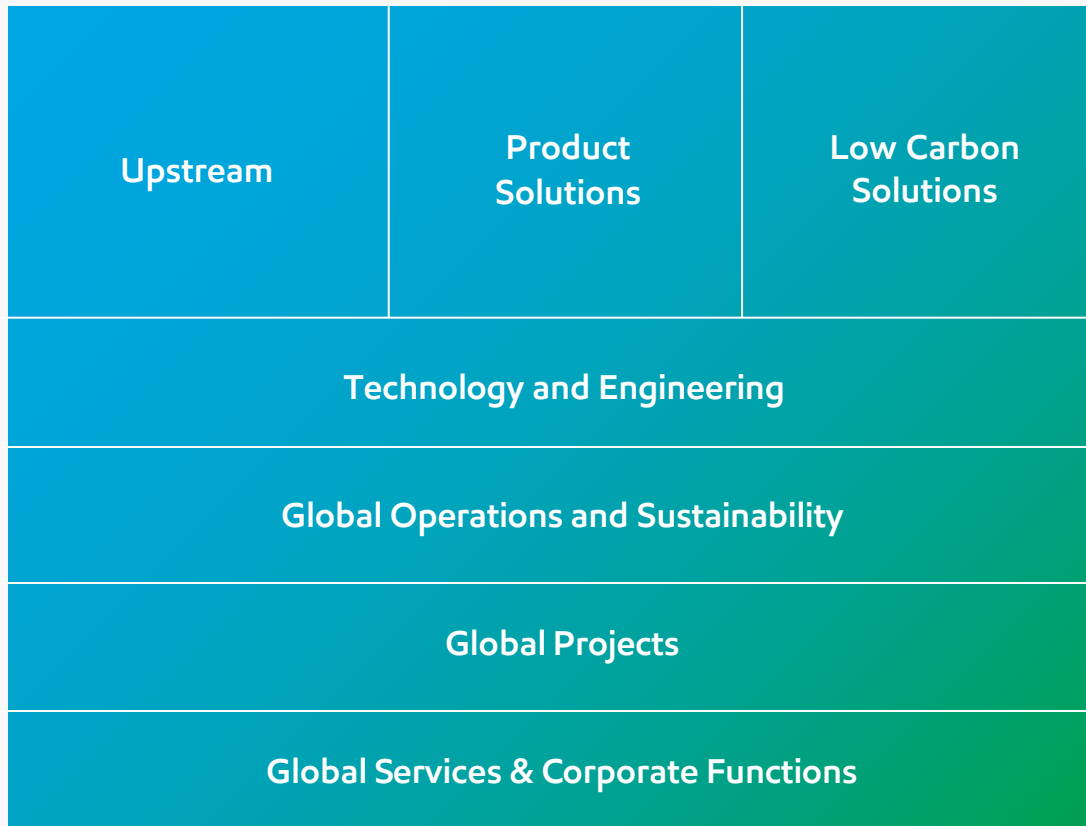 Upstream
Product
Solutions
Low Carbon
Solutions
Technology and Engineering
Global Operations and Sustainability
Global Projects
Global Services & Corporate Functions